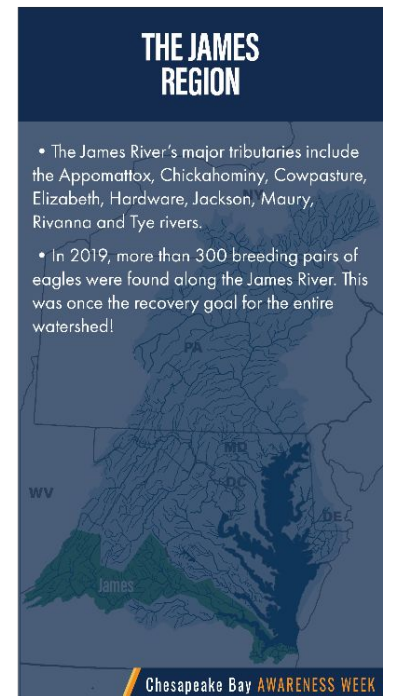 THE JAMES
REGION
• The James River's major tributaries include
the Appomattox, Chickahominy, Cowpasture,
Elizabeth, Hardware, Jackson, Maury,
Rivanna and Tye rivers.
• In 2019, more than 300 breeding pairs of
eagles were found along the James River. This
was once the recovery goal for the entire
watershed!
NY
PA
MD
DC
WV
DE
James
Chesapeake Bay AWARENESS WEEK